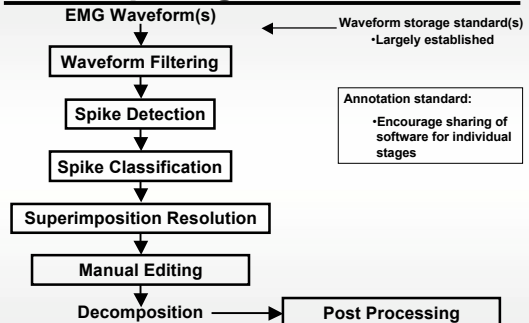 EMG Waveform(s)
Waveform storage standard(s)
•Largely established
Waveform Filtering
Spike Detection
Annotation standard:
•Encourage sharing of
software for individual
stages
Spike Classification
Superimposition Resolution
Manual Editing
Decomposition
Post Processing